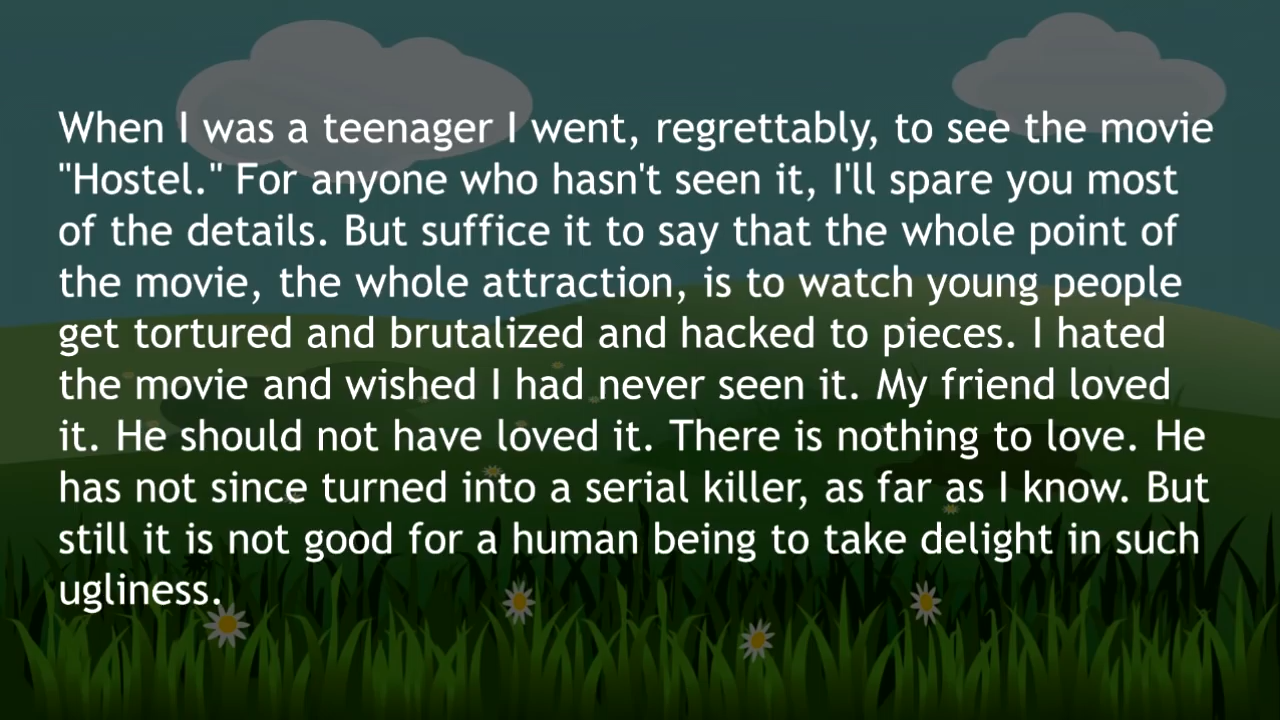 When I was a teenager I went, regrettably, to see the movie
"Hostel." For anyone who hasn't seen it, I'll spare you most
of the details. But suffice it to say that the whole point of
the movie, the whole attraction, is to watch young people
get tortured and brutalized and hacked to pieces. I hated
the movie and wished I had never seen it. My friend loved
it. He should not have loved it. There is nothing to love. He
has not since turned into a serial killer, as far as I know. But
still it is not good for a human being to take delight in such
ugliness.